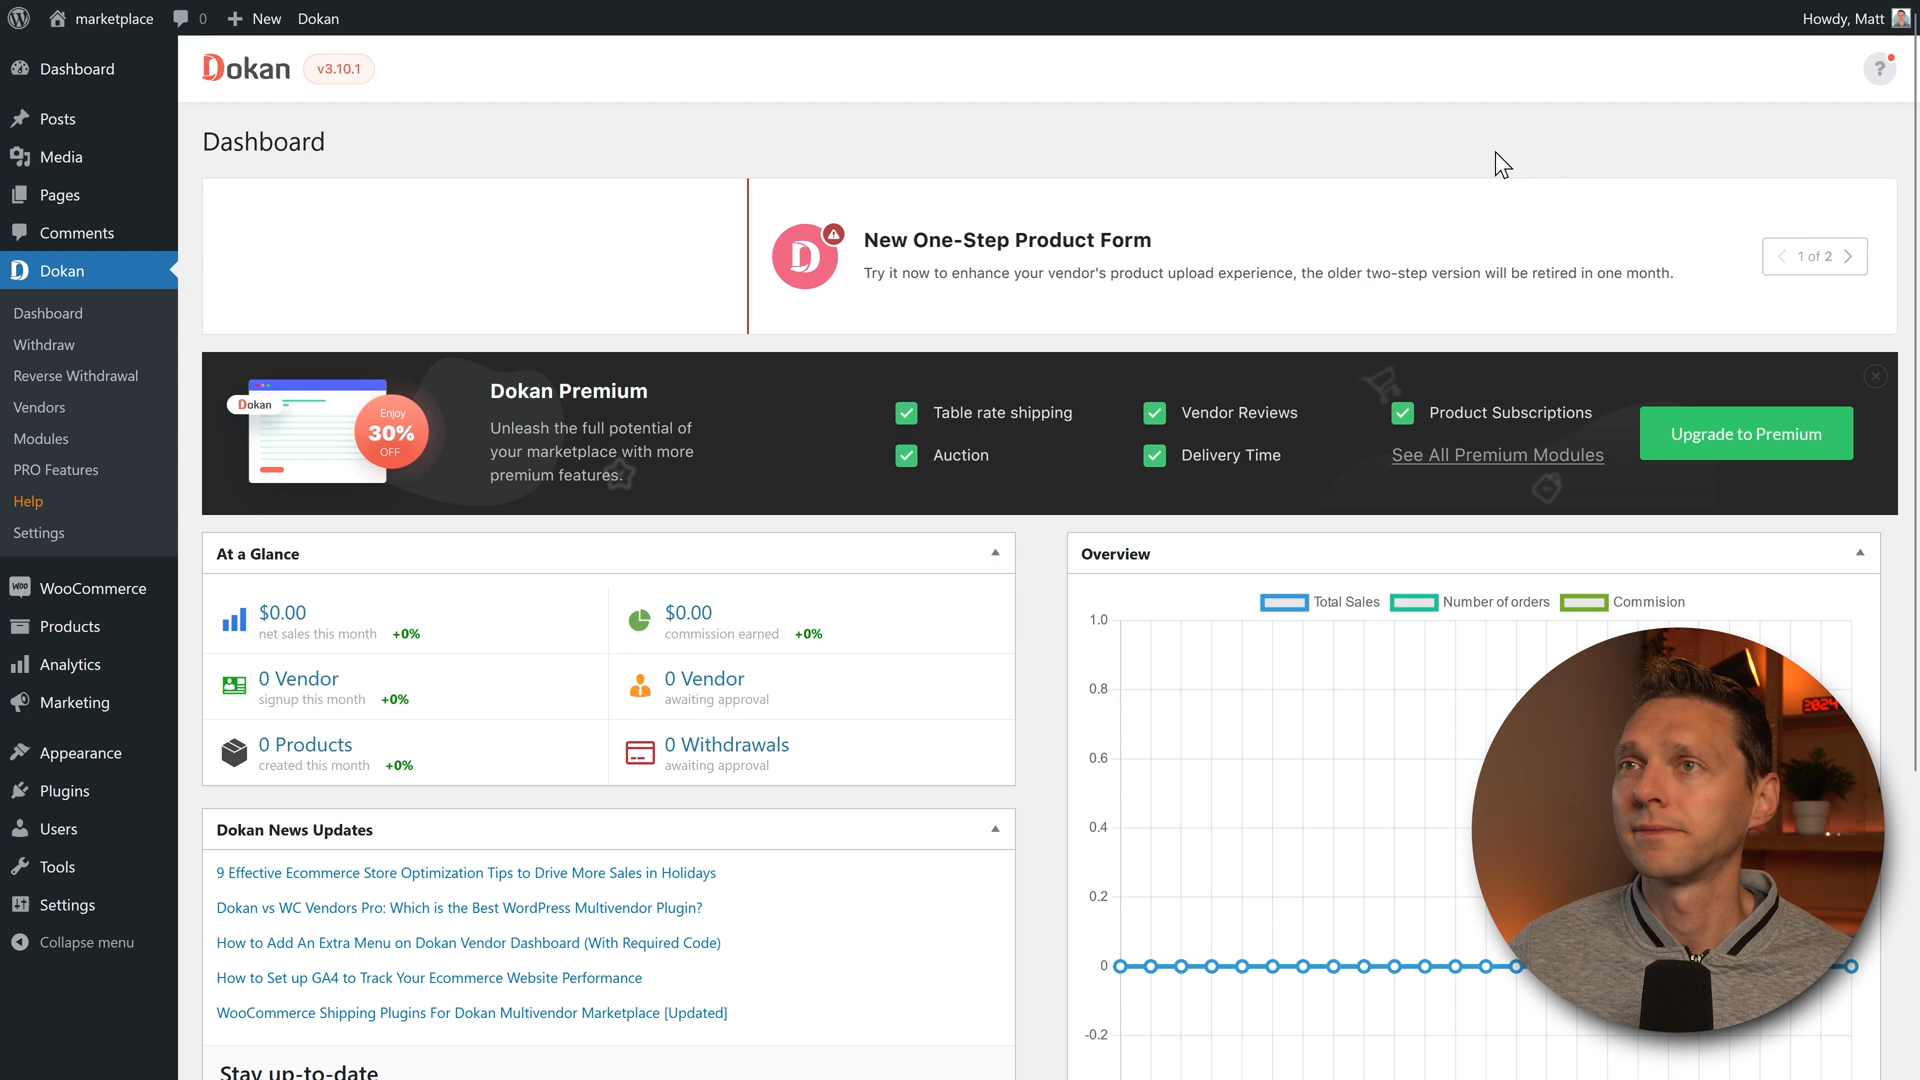 marketplace
0
New
Dokan
Howdy, Matt
Dashboard
Posts
Media
Pages
Comments
Dokan
Dashboard
Withdraw
Reverse Withdrawal
Vendors
Modules
PRO Features
Help
Settings
WooCommerce
Products
Analytics
Marketing
Appearance
Plugins
Users
Tools
Settings
Collapse menu
Dokan
v3.10.1
?
Dashboard
New One-Step Product Form
Try it now to enhance your vendor's product upload experience, the older two-step version will be retired in one month.
1 of 2
Dokan
Enjoy
30%
OFF
Dokan Premium
Unleash the full potential of
your marketplace with more
premium features.
Table rate shipping
Vendor Reviews
Product Subscriptions
Auction
Delivery Time
See All Premium Modules
Upgrade to Premium
At a Glance
$0.00
net sales this month +0%
$0.00
commission earned +0%
0 Vendor
signup this month +0%
0 Vendor
awaiting approval
0 Products
created this month +0%
0 Withdrawals
awaiting approval
Dokan News Updates
9 Effective Ecommerce Store Optimization Tips to Drive More Sales in Holidays
Dokan vs WC Vendors Pro: Which is the Best WordPress Multivendor Plugin?
How to Add An Extra Menu on Dokan Vendor Dashboard (With Required Code)
How to Set up GA4 to Track Your Ecommerce Website Performance
WooCommerce Shipping Plugins For Dokan Multivendor Marketplace [Updated]
Stay up-to-date
Overview
Total Sales
Number of orders
Commision
1.0
0.8
0.6
0.4
0.2
0
-0.2
2024